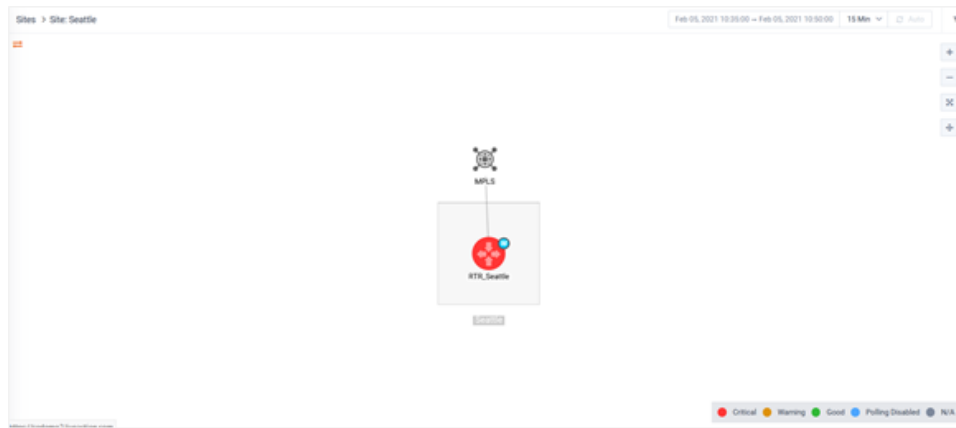 Sites > Site: Seattle
Feb 05, 2021 10:35:00 – Feb 05, 2021 10:50:00
15 Min
Auto
MPLS
RTR_Seattle
Seattle
Critical
Warning
Good
Polling Disabled
N/A